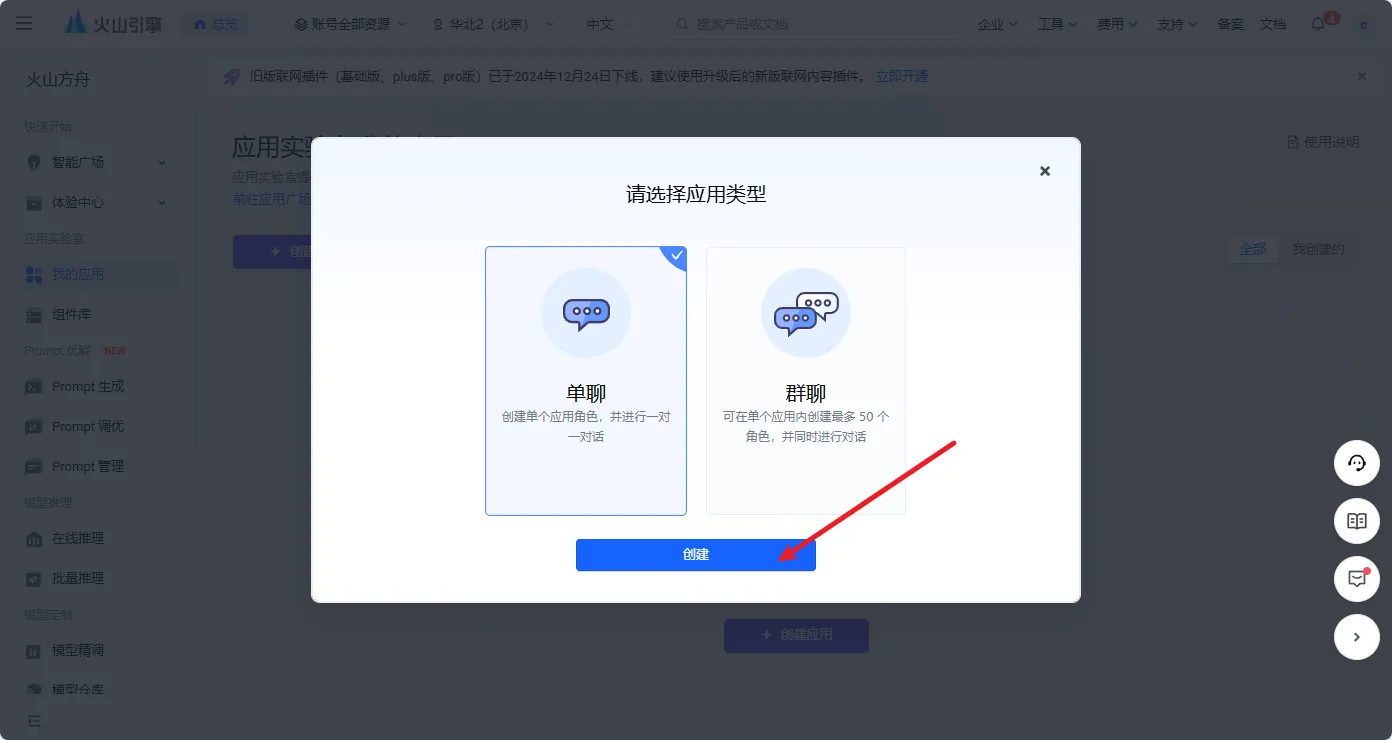 火山引擎
总览
账号全部资源
华北2（北京）
中文
搜索产品或文档
企业
工具
费用
支持
备案
文档
4
c
火山方舟
旧版联网插件（基础版、plus版、pro版）已于2024年12月24日下线，建议使用升级后的新版联网内容插件。 立即开通
快速开始
智能广场
体验中心
应用实验室
我的应用
组件库
Prompt 优解 NEW
Prompt 生成
Prompt 调优
Prompt 管理
模型推理
在线推理
批量推理
模型定制
模型精调
模型仓库
应用实
应用实验室提
前往应用广场
+ 创建
使用说明
全部
我创建的
请选择应用类型
单聊
创建单个应用角色，并进行一对
一对话
群聊
可在单个应用内创建最多 50 个
角色，并同时进行对话
创建
+ 创建应用